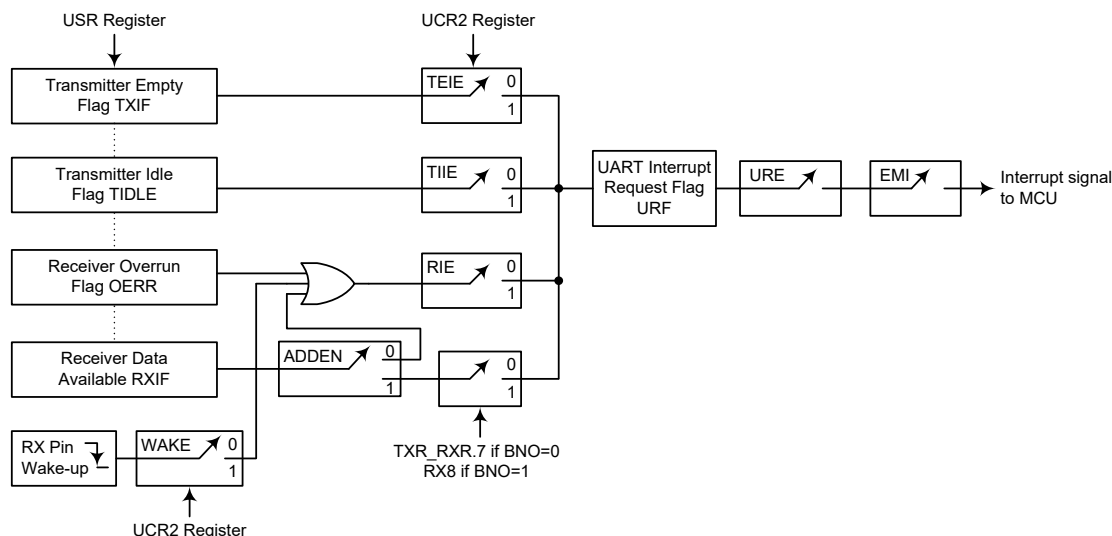 USR Register
UCR2 Register
Transmitter Empty
Flag TXIF
TEIE
0
1
Transmitter Idle
Flag TIDLE
TIIE
0
1
UART Interrupt
Request Flag
URF
URE
EMI
Interrupt signal
to MCU
Receiver Overrun
Flag OERR
RIE
0
1
Receiver Data
Available RXIF
ADDEN
0
1
0
1
RX Pin
Wake-up
WAKE
0
1
TXR_RXR.7 if BNO=0
RX8 if BNO=1
UCR2 Register